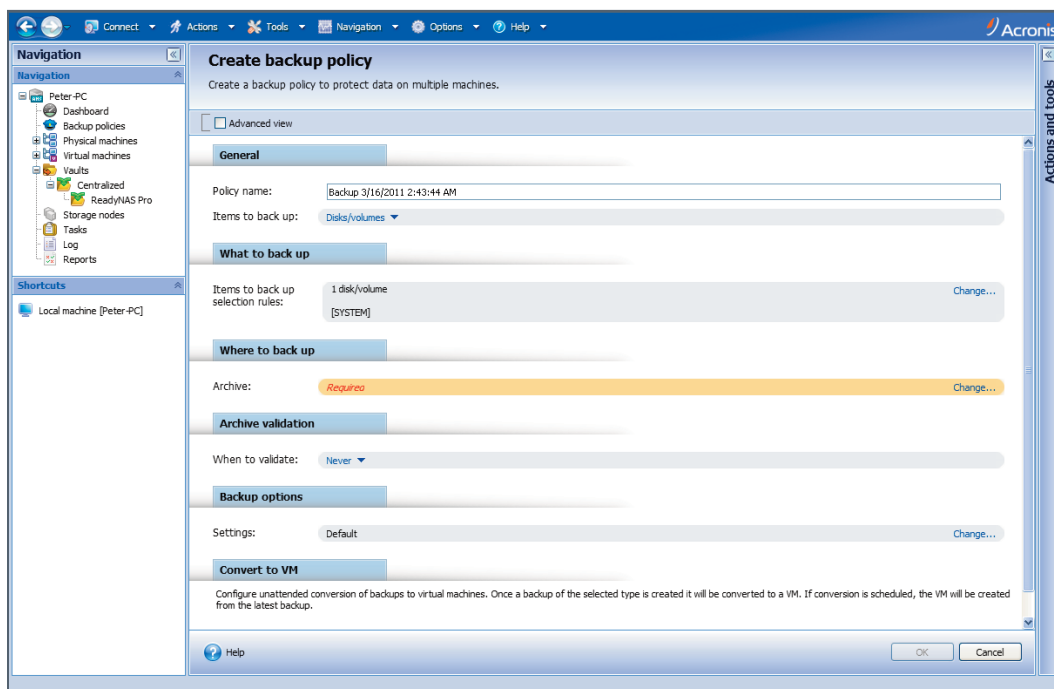 Connect Actions Tools Navigation Options Help
Acronis
Navigation
Navigation
Peter-PC
Dashboard
Backup policies
Physical machines
Virtual machines
Vaults
Centralized
ReadyNAS Pro
Storage nodes
Tasks
Log
Reports
Shortcuts
Local machine [Peter-PC]
Create backup policy
Create a backup policy to protect data on multiple machines.
Advanced view
General
Policy name: Backup 3/16/2011 2:43:44 AM
Items to back up: Disks/volumes
What to back up
Items to back up 1 disk/volume Change...
selection rules:
[SYSTEM]
Where to back up
Archive: Required Change...
Archive validation
When to validate: Never
Backup options
Settings: Default Change...
Convert to VM
Configure unattended conversion of backups to virtual machines. Once a backup of the selected type is created it will be converted to a VM. If conversion is scheduled, the VM will be created
from the latest backup.
Help
OK Cancel
Actions and tools